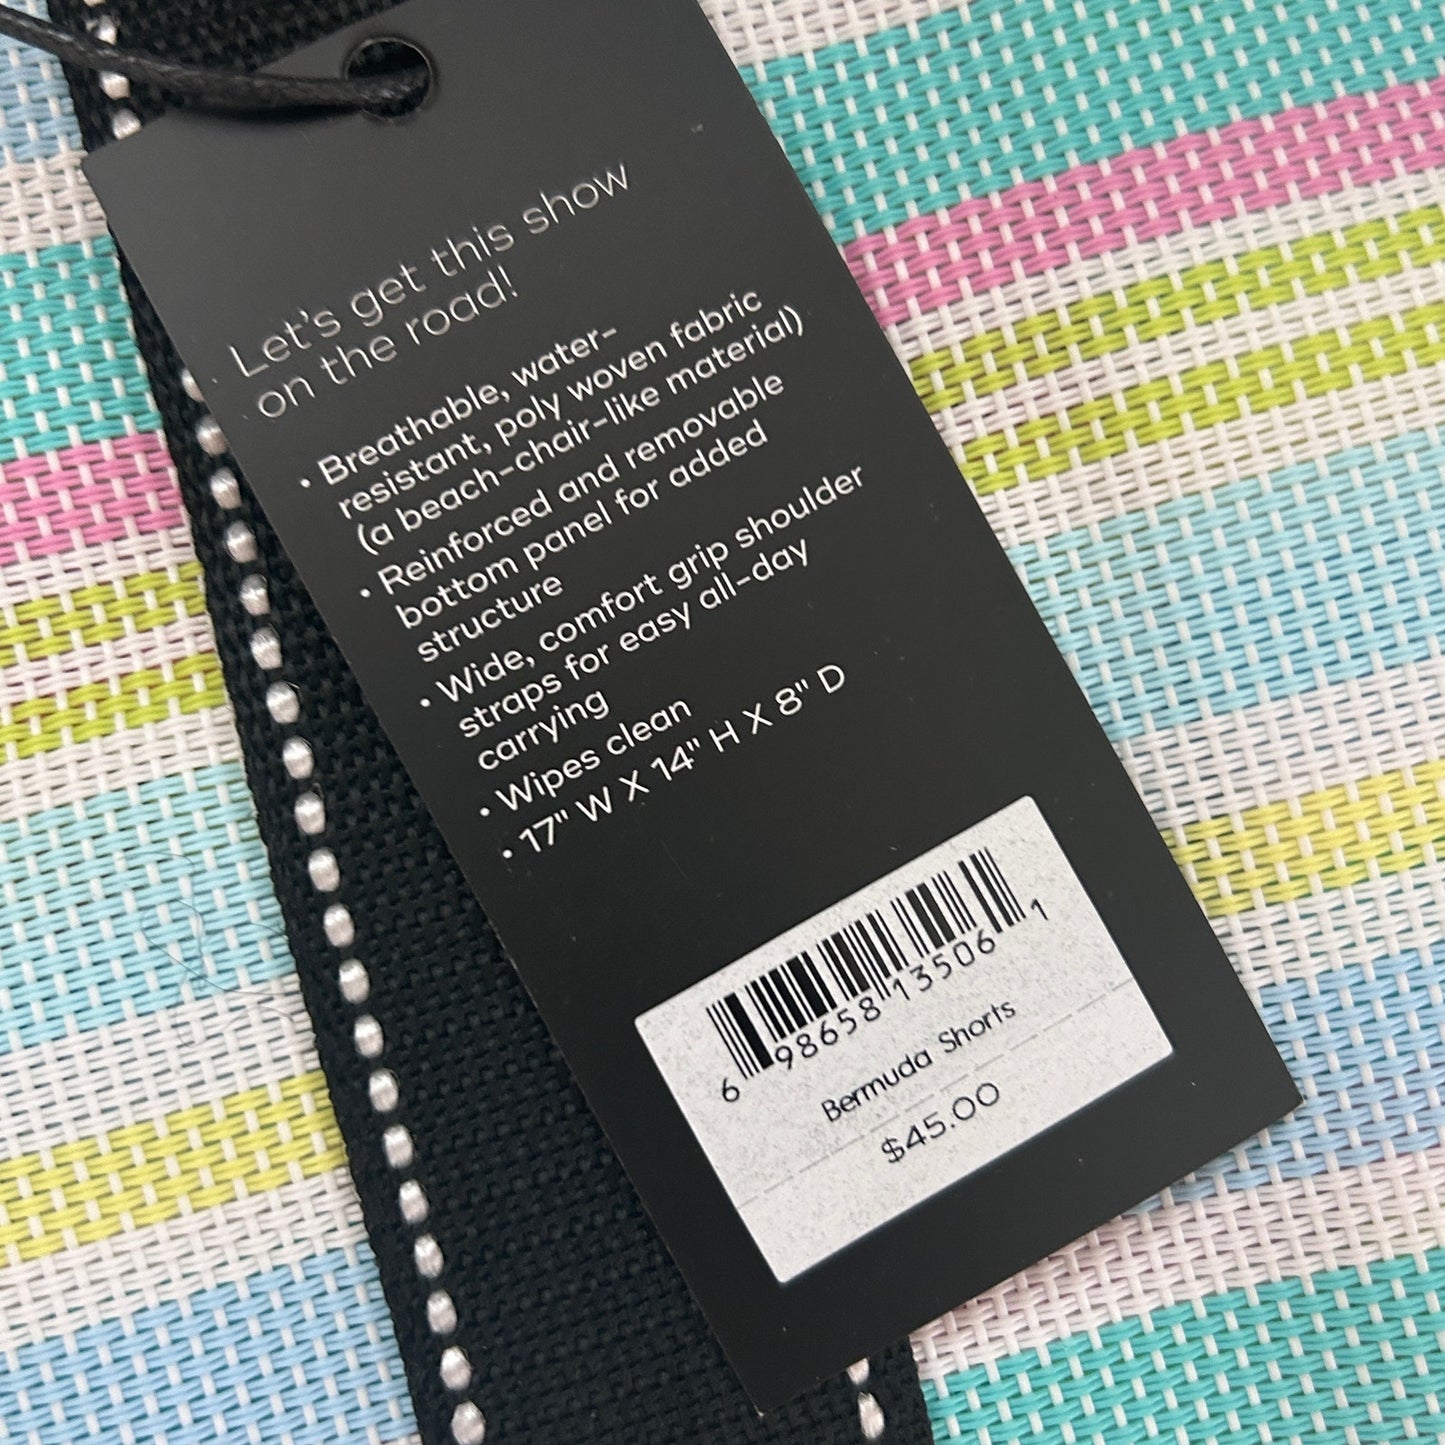 Let's get this show
on the road!
• Breathable, water-
resistant, poly woven fabric
(a beach-chair-like material)
• Reinforced and removable
bottom panel for added
structure
• Wide, comfort grip shoulder
straps for easy all-day
carrying
• Wipes clean
• 17" W X 14" H X 8" D
6 98658 13506 1
Bermuda Shorts
$45.00